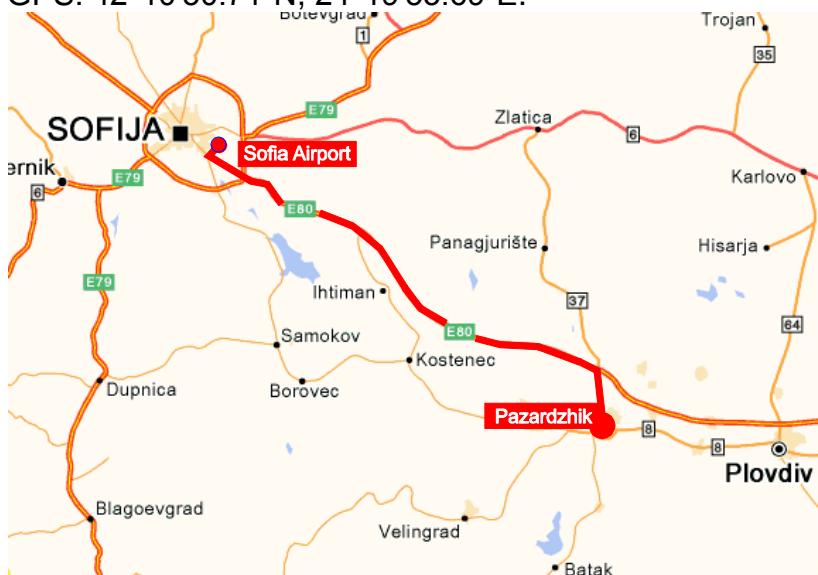 GPS:
Botevgrad
Trojan
1
35
E79
Zlatica
SOFIJA
6
Sofia Airport
ernik
E79
Karlovo
6
E80
Panagjurište
Hisarja
E79
Ihtiman
37
64
Samokov
E80
Kostenec
Dupnica
Borovec
Pazardzhik
8
8
Plovdiv
Blagoevgrad
Velingrad
Batak